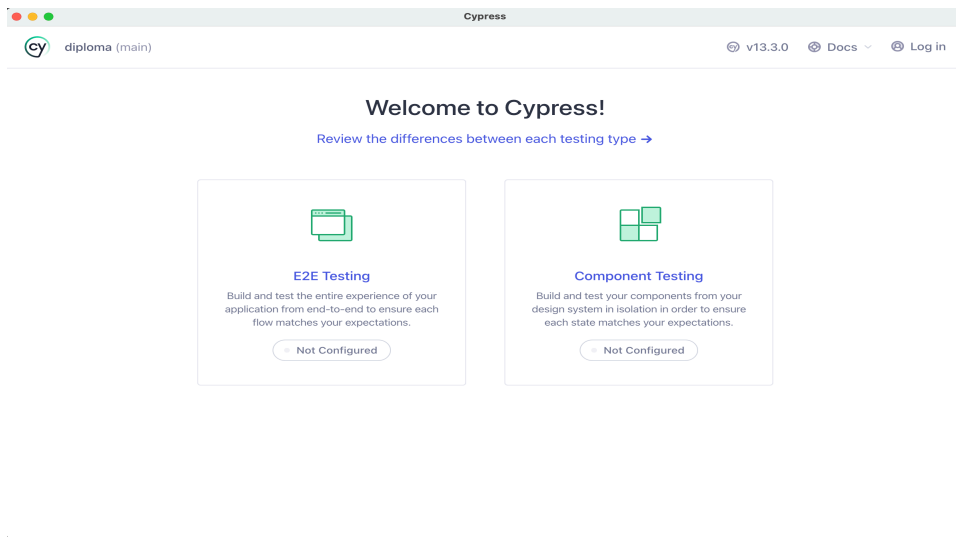 Cypress
cy diploma (main) cy v13.3.0 Docs Log in
Welcome to Cypress!
Review the differences between each testing type →
E2E Testing
Build and test the entire experience of your
application from end-to-end to ensure each
flow matches your expectations.
Not Configured
Component Testing
Build and test your components from your
design system in isolation in order to ensure
each state matches your expectations.
Not Configured